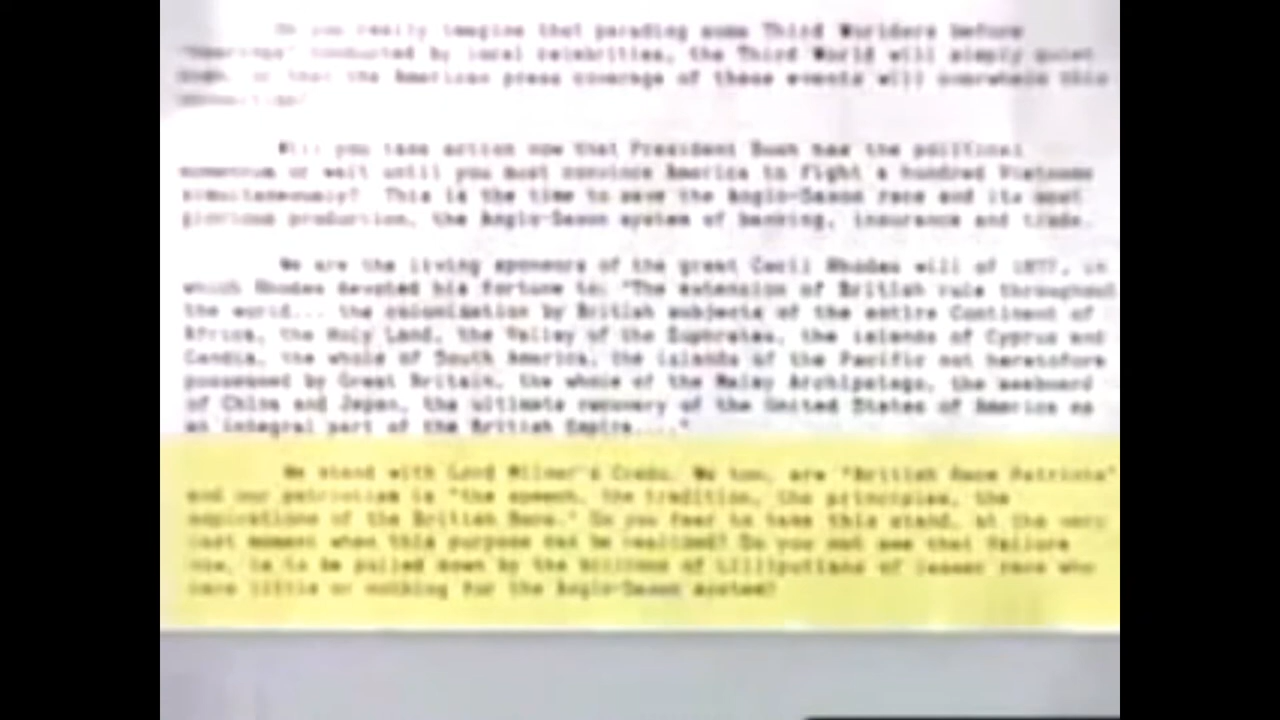 Do you really imagine that parading some Third Worlders before
conducted by local celebrities, the Third World will simply quiet
that the American press coverage of these events will overwhelm this
Will you take action now that President Bush has the political
momentum or wait until you must convince America to fight a hundred Vietnams
simultaneously? This is the time to save the Anglo-Saxon race and its most
glorious production, the Anglo-Saxon system of banking, insurance and trade.
We are the living sponsors of the great Cecil Rhodes will of 1877, in
which Rhodes devoted his fortune to: "The extension of British rule throughout
the world... the colonization by British subjects of the entire Continent of
Africa, the Holy Land, the Valley of the Euphrates, the islands of Cyprus and
Candia, the whole of South America, the islands of the Pacific not heretofore
possessed by Great Britain, the whole of the Malay Archipelago, the seaboard
of China and Japan, the ultimate recovery of the United States of America as
an integral part of the British Empire...."
We stand with Lord Milner's Credo. We too, are "British Race Patriots"
and our patriotism is "the speech, the tradition, the principles, the
aspirations of the British Race." Do you fear to take this stand, at the very
last moment when this purpose can be realized? Do you not see that failure
now, is to be pulled down by the billions of Lilliputians of lesser race who
care little or nothing for the Anglo-Saxon system?